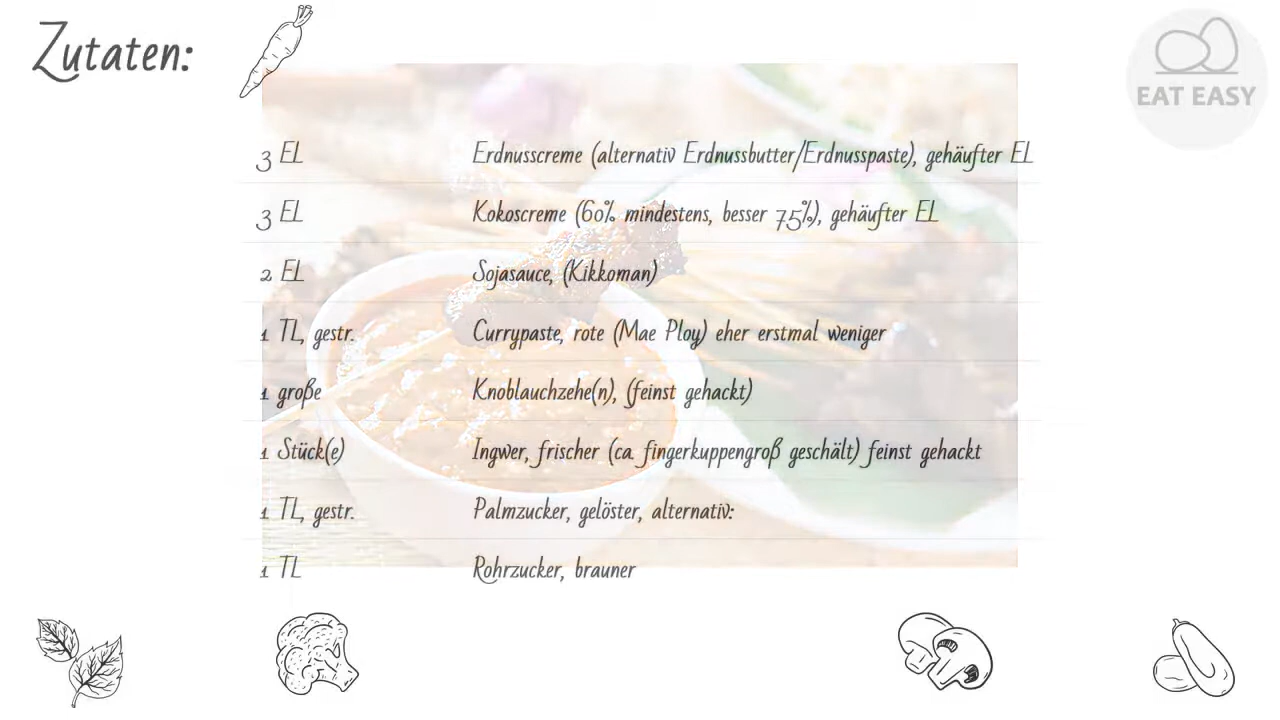 Zutaten:
EAT EASY
3 EL Erdnusscreme (alternativ Erdnussbutter/Erdnusspaste), gehäufter EL
3 EL Kokoscreme (60% mindestens, besser 75%), gehäufter EL
2 EL Sojasauce, (Kikkoman)
1 TL, gestr. Currypaste, rote (Mae Ploy) eher erstmal weniger
1 große Knoblauchzehe(n), (feinst gehackt)
1 Stück(e) Ingwer, frischer (ca. fingerkuppengroß geschält) feinst gehackt
1 TL, gestr. Palmzucker, gelöster, alternativ:
1 TL Rohrzucker, brauner